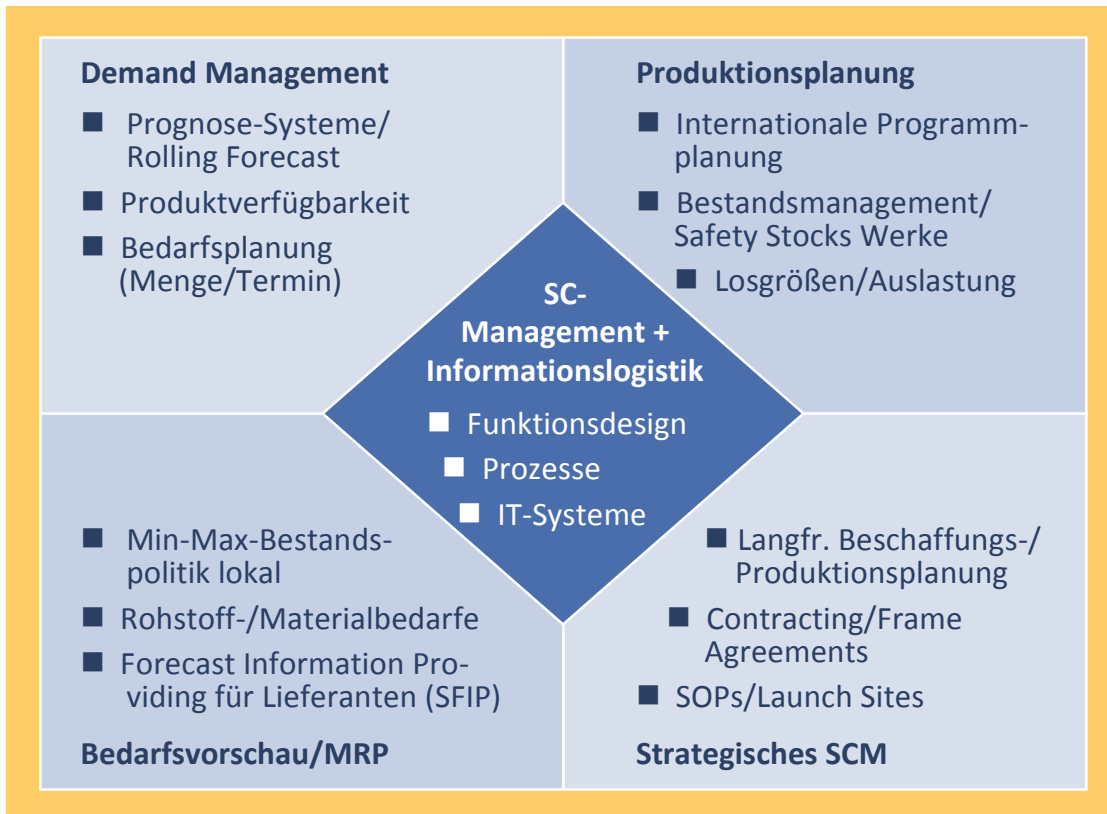 Demand Management
■ Prognose-Systeme/
Rolling Forecast
■ Produktverfügbarkeit
■ Bedarfsplanung
(Menge/Termin)
Produktionsplanung
■ Internationale Programm-
planung
■ Bestandsmanagement/
Safety Stocks Werke
■ Losgrößen/Auslastung
SC-
Management +
Informationslogistik
■ Funktionsdesign
■ Prozesse
■ IT-Systeme
■ Min-Max-Bestands-
politik lokal
■ Rohstoff-/Materialbedarfe
■ Forecast Information Pro-
viding für Lieferanten (SFIP)
Bedarfsvorschau/MRP
■ Langfr. Beschaffungs-/
Produktionsplanung
■ Contracting/Frame
Agreements
■ SOPs/Launch Sites
Strategisches SCM